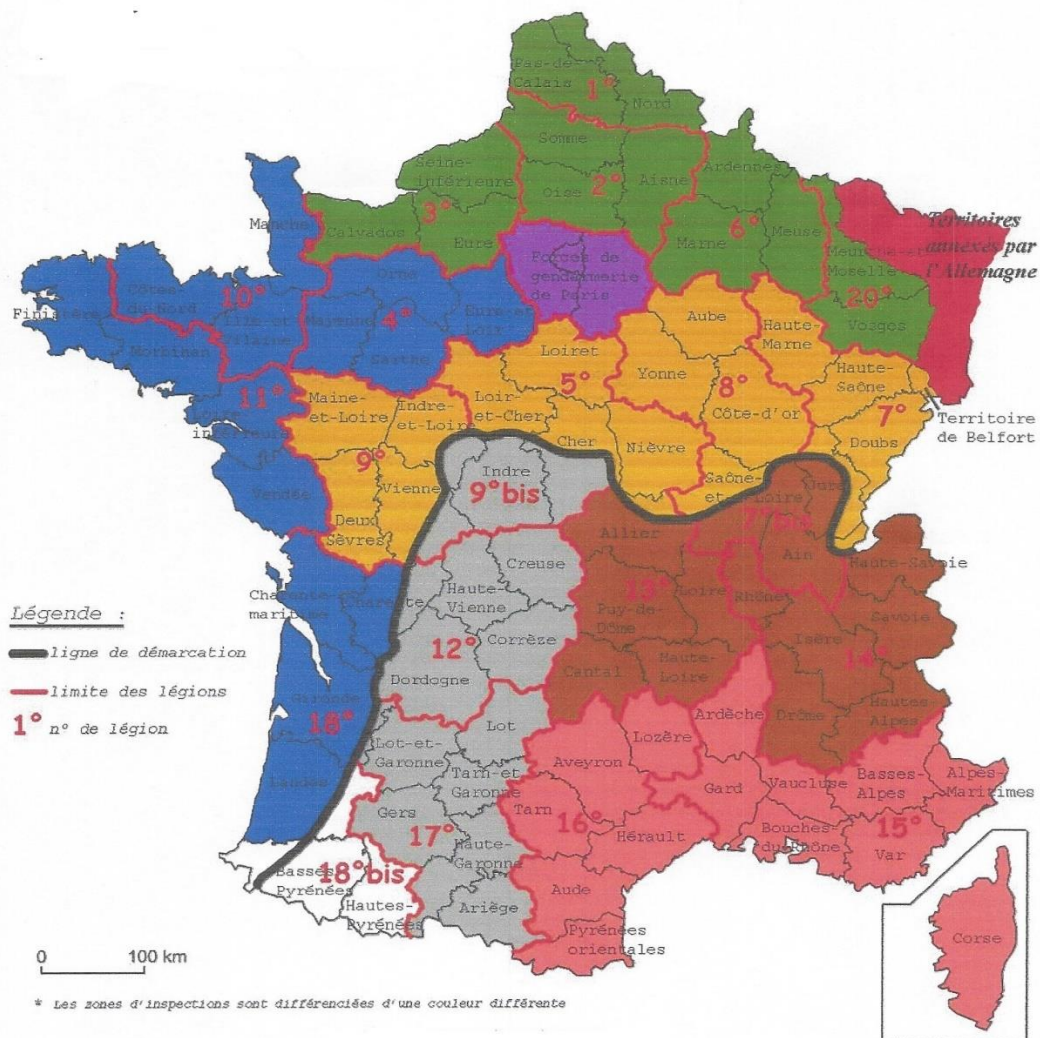 Pas-de-
Calais
1°
Nord
Somme
Seine-
inférieure
Oise
2°
Aisne
Ardennes
3°
Calvados
Eure
6°
Marne
Meuse
Meurthe-et-
Moselle
20°
Vosges
Territoires
annexés par
l'Allemagne
Manche
Forces de
gendarmerie
de Paris
Orne
Finistère
Côtes-
du Nord
10°
Ille et
Vilaine
Mayenne
4°
Eure-et
Loir
Morbihan
Sarthe
Aube
Haute-
Marne
Loiret
5°
Yonne
8°
Haute-
Saône
11°
Loire
inférieure
Maine-
et-Loire
Indre-
et-Loire
Loir-
et-Cher
Côte-d'or
7°
Territoire
de Belfort
Doubs
Cher
Nièvre
9°
Vienne
Vendée
Deux
Sèvres
Indre
9°bis
Saône-
et-Loire
Jura
7°bis
Ain
Haute-Savoie
Allier
Creuse
13°
Loire
Rhône
Savoie
Charente-
maritime
Charente
Haute-
Vienne
Puy-de-
Dôme
Isère
14°
12°
Corrèze
Cantal
Haute-
Loire
Dordogne
Légende :
ligne de démarcation
limite des légions
1° n° de légion
Garonde
18°
Landes
Lot
Ardèche
Drôme
Hautes
Alpes
Lot-et-
Garonne
Lozère
Aveyron
Tarn-et
Garonne
Gard
Vaucluse
Basses-
Alpes
Alpes-
Maritimes
Gers
17°
Tarn
16°
Hérault
Bouches-
du-Rhône
15°
Var
Haute-
Garonne
Basses
Pyrénées
18°bis
Hautes-
Pyrénées
Ariège
Aude
Pyrénées
orientales
Corse
0 100 km
* Les zones d'inspections sont différenciées d'une couleur différente